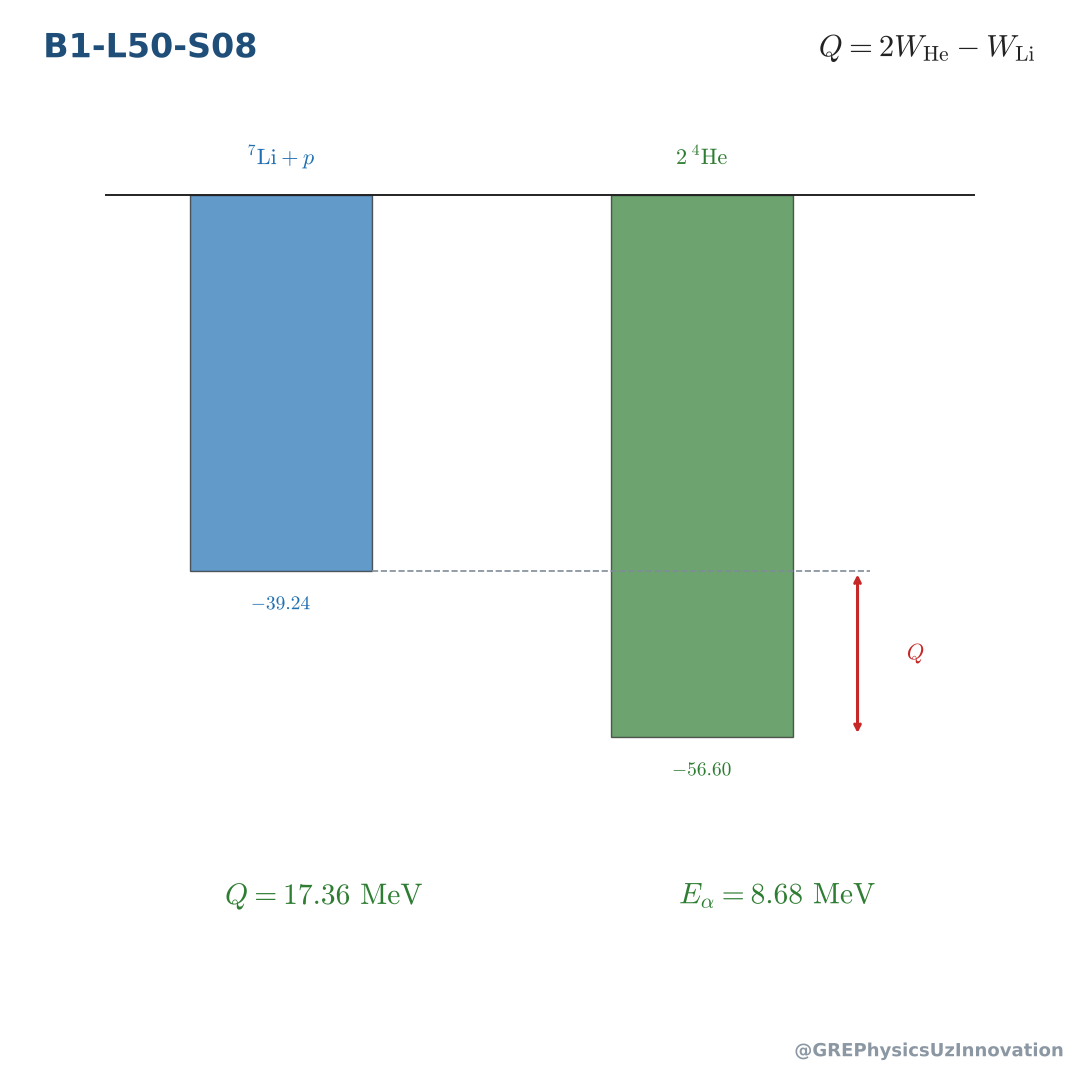 B1-L50-S08
Q = 2W_He − W_Li
⁷Li + p
2 ⁴He
−39.24
Q
−56.60
Q = 17.36 MeV
E_α = 8.68 MeV
@GREPhysicsUzInnovation